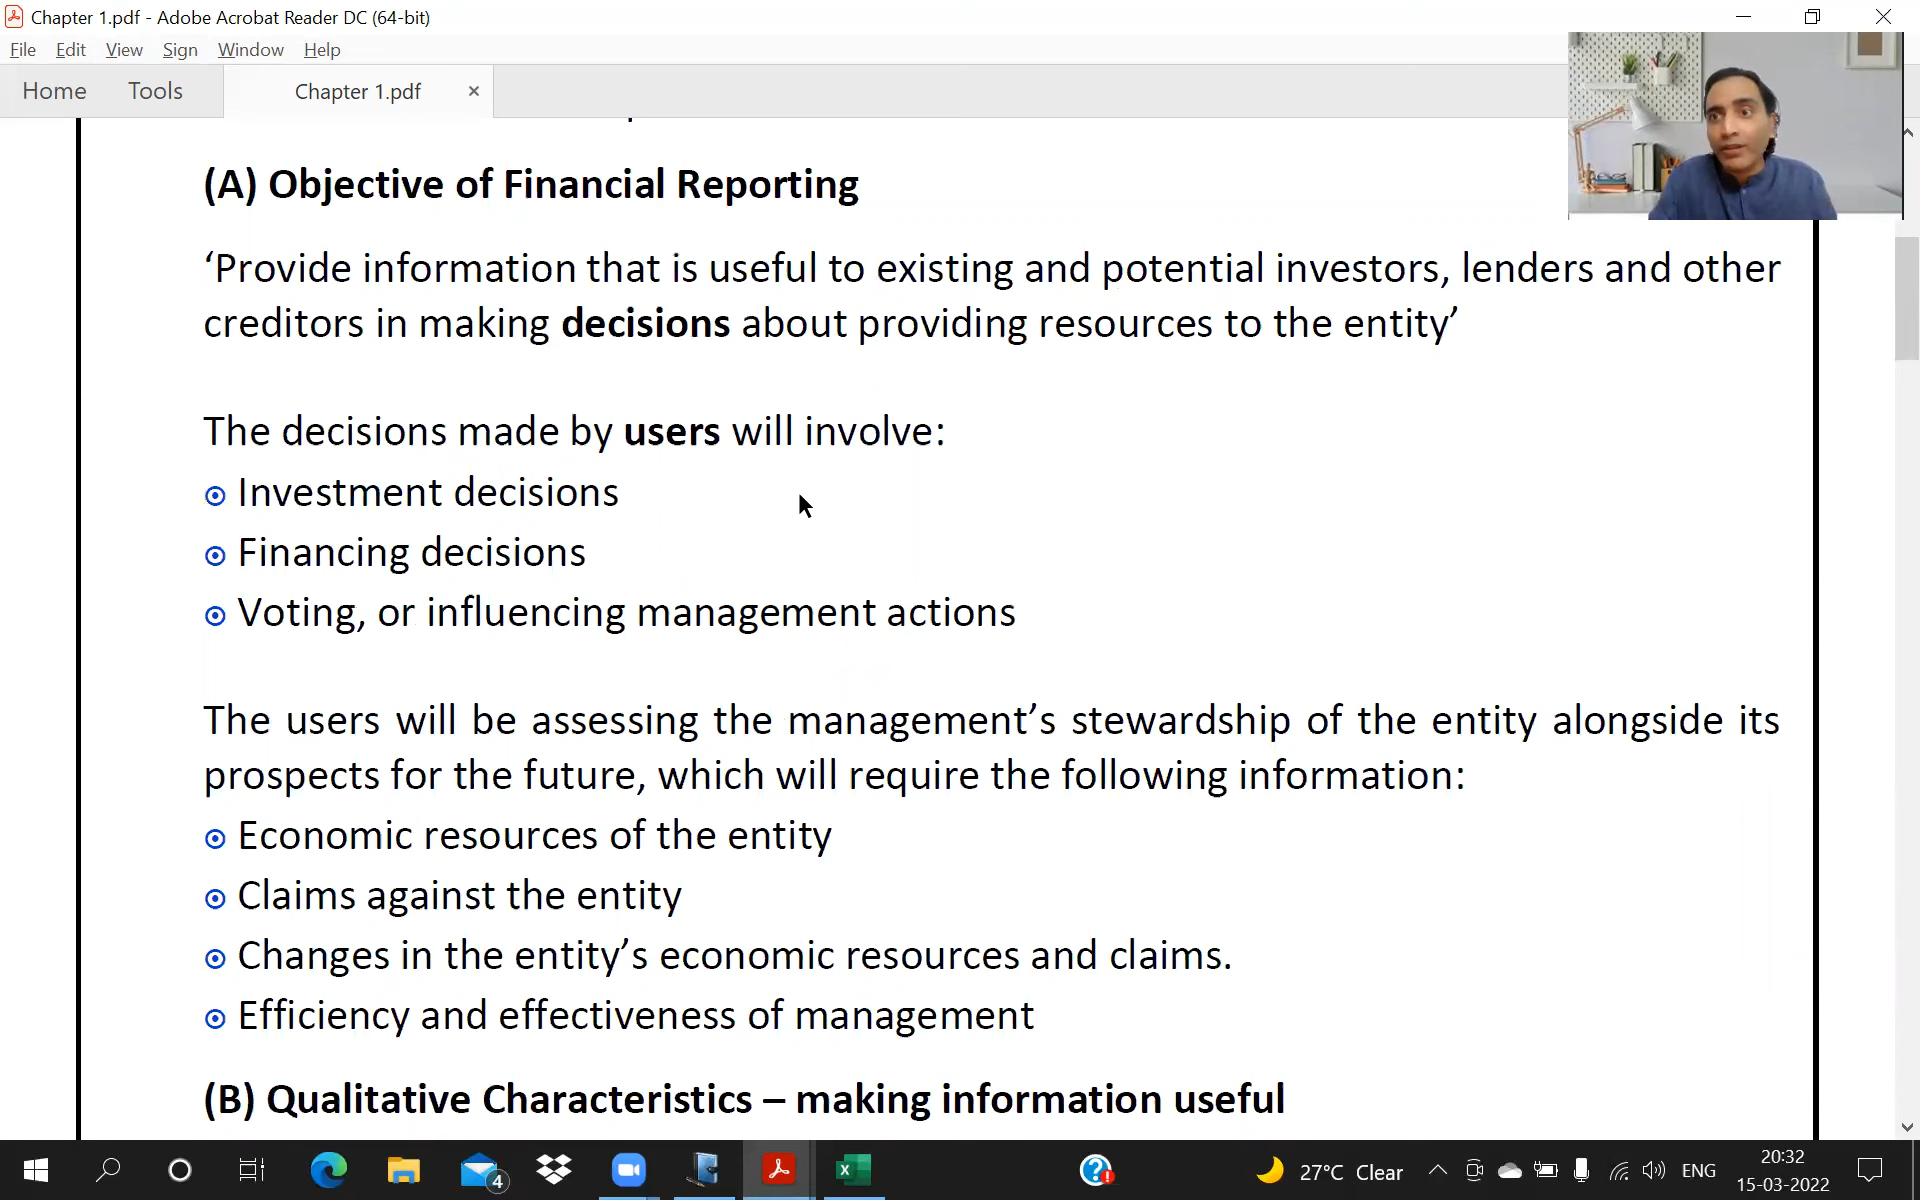 Chapter 1.pdf - Adobe Acrobat Reader DC (64-bit)
File Edit View Sign Window Help
Home Tools Chapter 1.pdf ×
(A) Objective of Financial Reporting
‘Provide information that is useful to existing and potential investors, lenders and other
creditors in making decisions about providing resources to the entity’
The decisions made by users will involve:
Investment decisions
Financing decisions
Voting, or influencing management actions
The users will be assessing the management’s stewardship of the entity alongside its
prospects for the future, which will require the following information:
Economic resources of the entity
Claims against the entity
Changes in the entity’s economic resources and claims.
Efficiency and effectiveness of management
(B) Qualitative Characteristics – making information useful
4
27°C Clear
ENG
20:32
15-03-2022